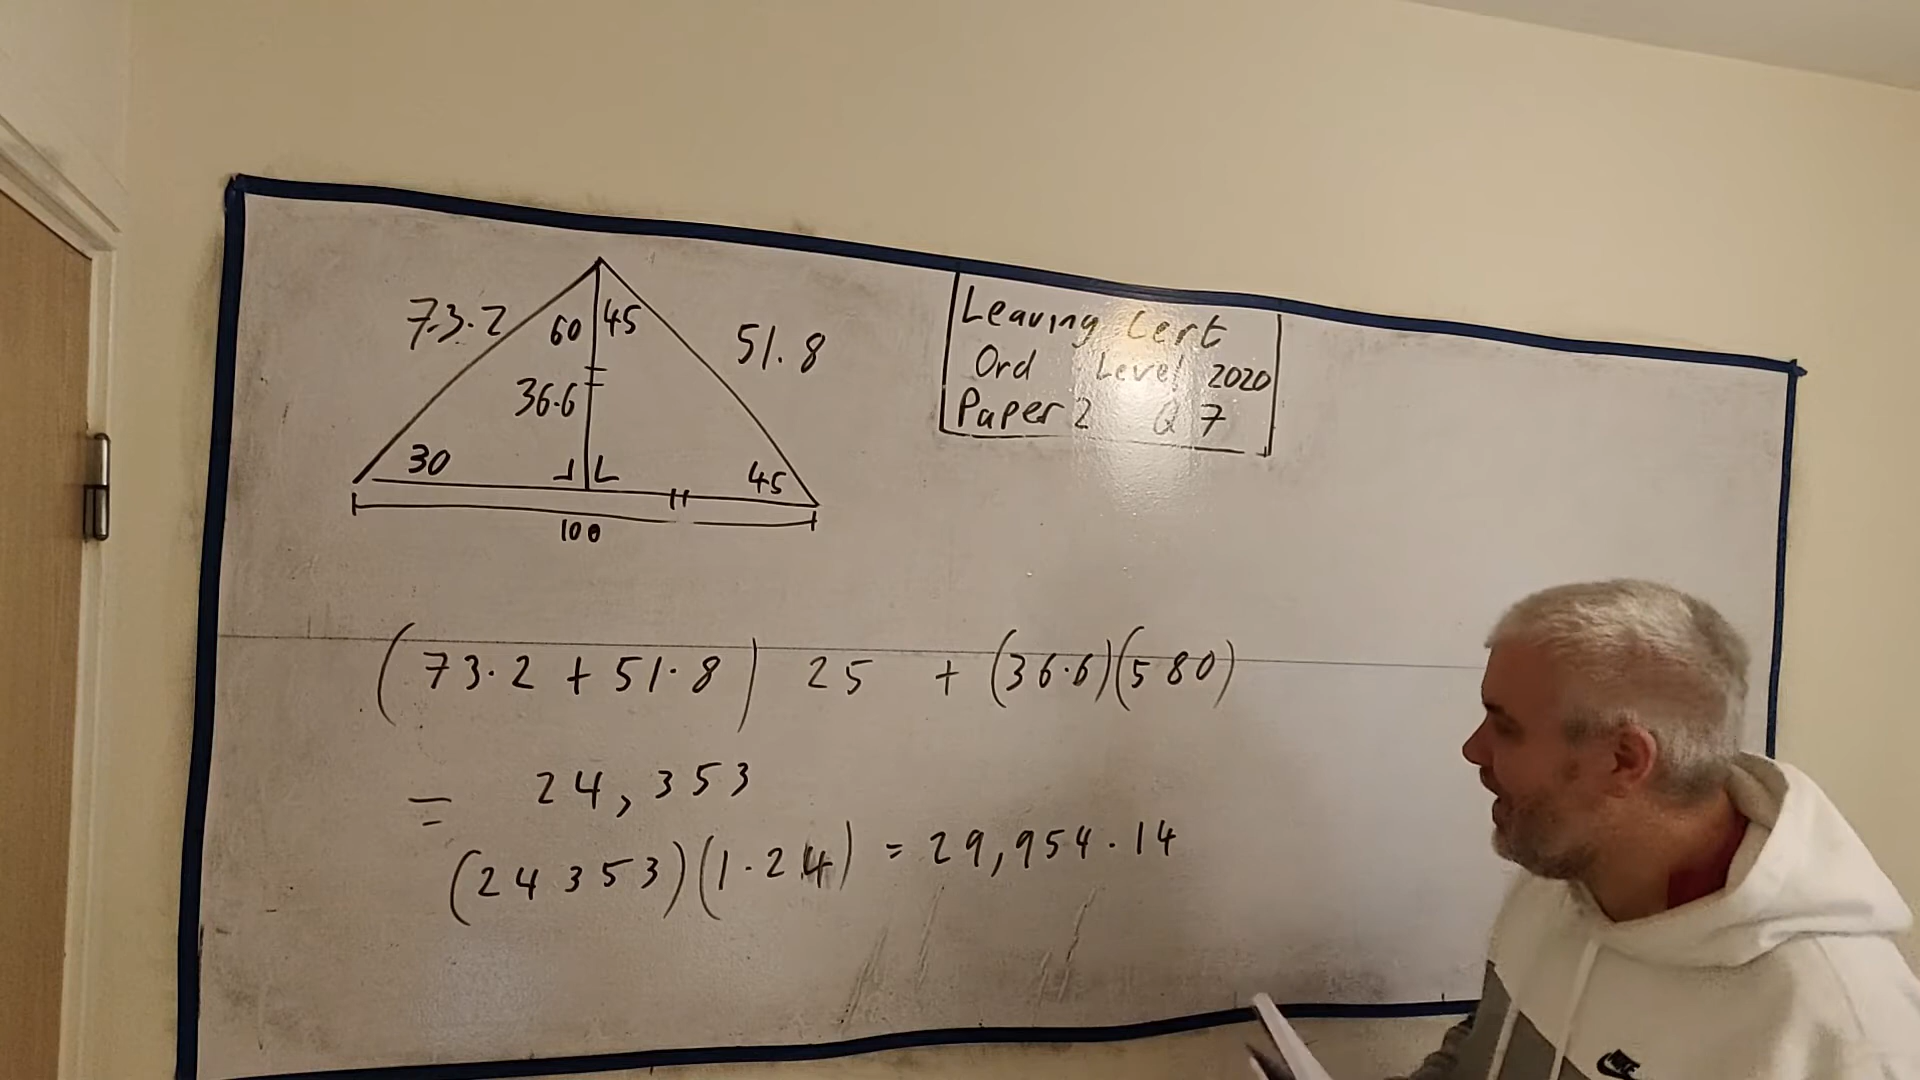 73.2
60
45
51.8
36.6
30
45
100
Leaving Cert
Ord Level 2020
Paper 2 Q 7
(73.2 + 51.8) 25 + (36.6)(580)
= 24,353
(24353)(1.24) = 29,954.14
NIKE